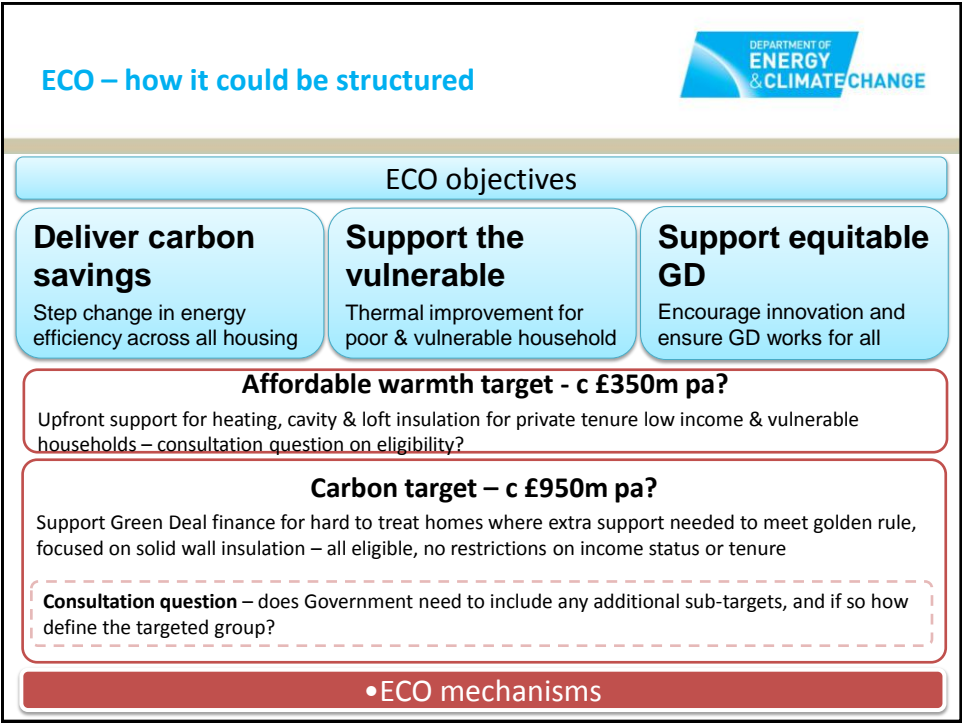 ECO – how it could be structured
DEPARTMENT OF
ENERGY
& CLIMATE CHANGE
ECO objectives
Deliver carbon
savings
Step change in energy
efficiency across all housing
Support the
vulnerable
Thermal improvement for
poor & vulnerable household
Support equitable
GD
Encourage innovation and
ensure GD works for all
Affordable warmth target - c £350m pa?
Upfront support for heating, cavity & loft insulation for private tenure low income & vulnerable
households – consultation question on eligibility?
Carbon target – c £950m pa?
Support Green Deal finance for hard to treat homes where extra support needed to meet golden rule,
focused on solid wall insulation – all eligible, no restrictions on income status or tenure
Consultation question – does Government need to include any additional sub-targets, and if so how
define the targeted group?
•ECO mechanisms